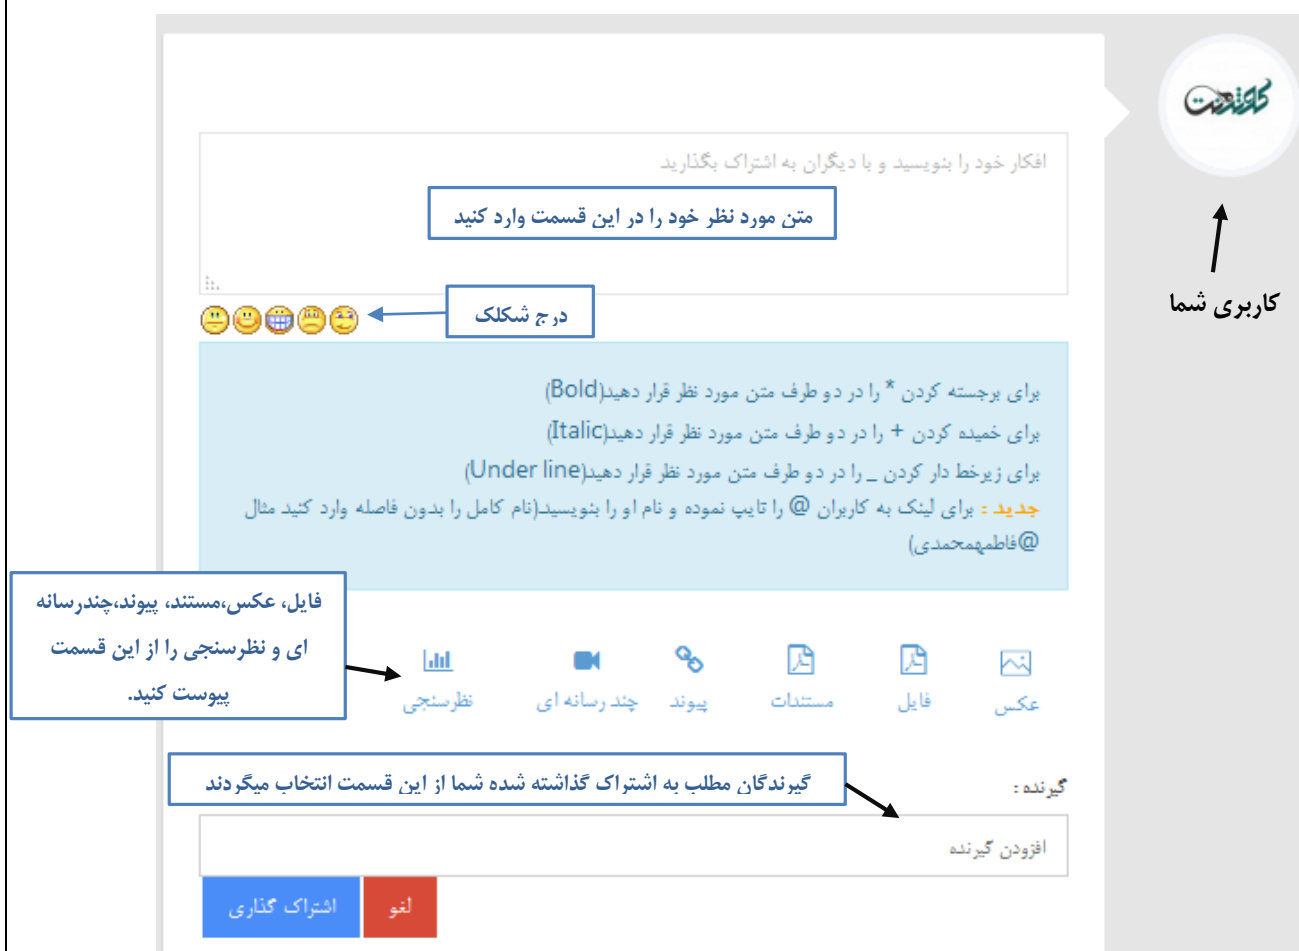 کارندهت
افکار خود را بنویسید و با دیگران به اشتراک بگذارید
متن مورد نظر خود را در این قسمت وارد کنید
کاربری شما
درج شکلک
برای برجسته کردن * را در دو طرف متن مورد نظر قرار دهید(Bold)
برای خمیده کردن + را در دو طرف متن مورد نظر قرار دهید(Italic)
برای زیرخط دار کردن _ را در دو طرف متن مورد نظر قرار دهید(Under line)
جدید : برای لینک به کاربران @ را تایپ نموده و نام او را بنویسید(نام کامل را بدون فاصله وارد کنید مثال
@فاطمهمحمدی)
فایل، عکس،مستند، پیوند،چندرسانه
ای و نظرسنجی را از این قسمت
پیوست کنید.
عکس
فایل
مستندات
پیوند
چند رسانه ای
نظرسنجی
گیرندگان مطلب به اشتراک گذاشته شده شما از این قسمت انتخاب میگردند
گیرنده :
افزودن گیرنده
لغو
اشتراک گذاری